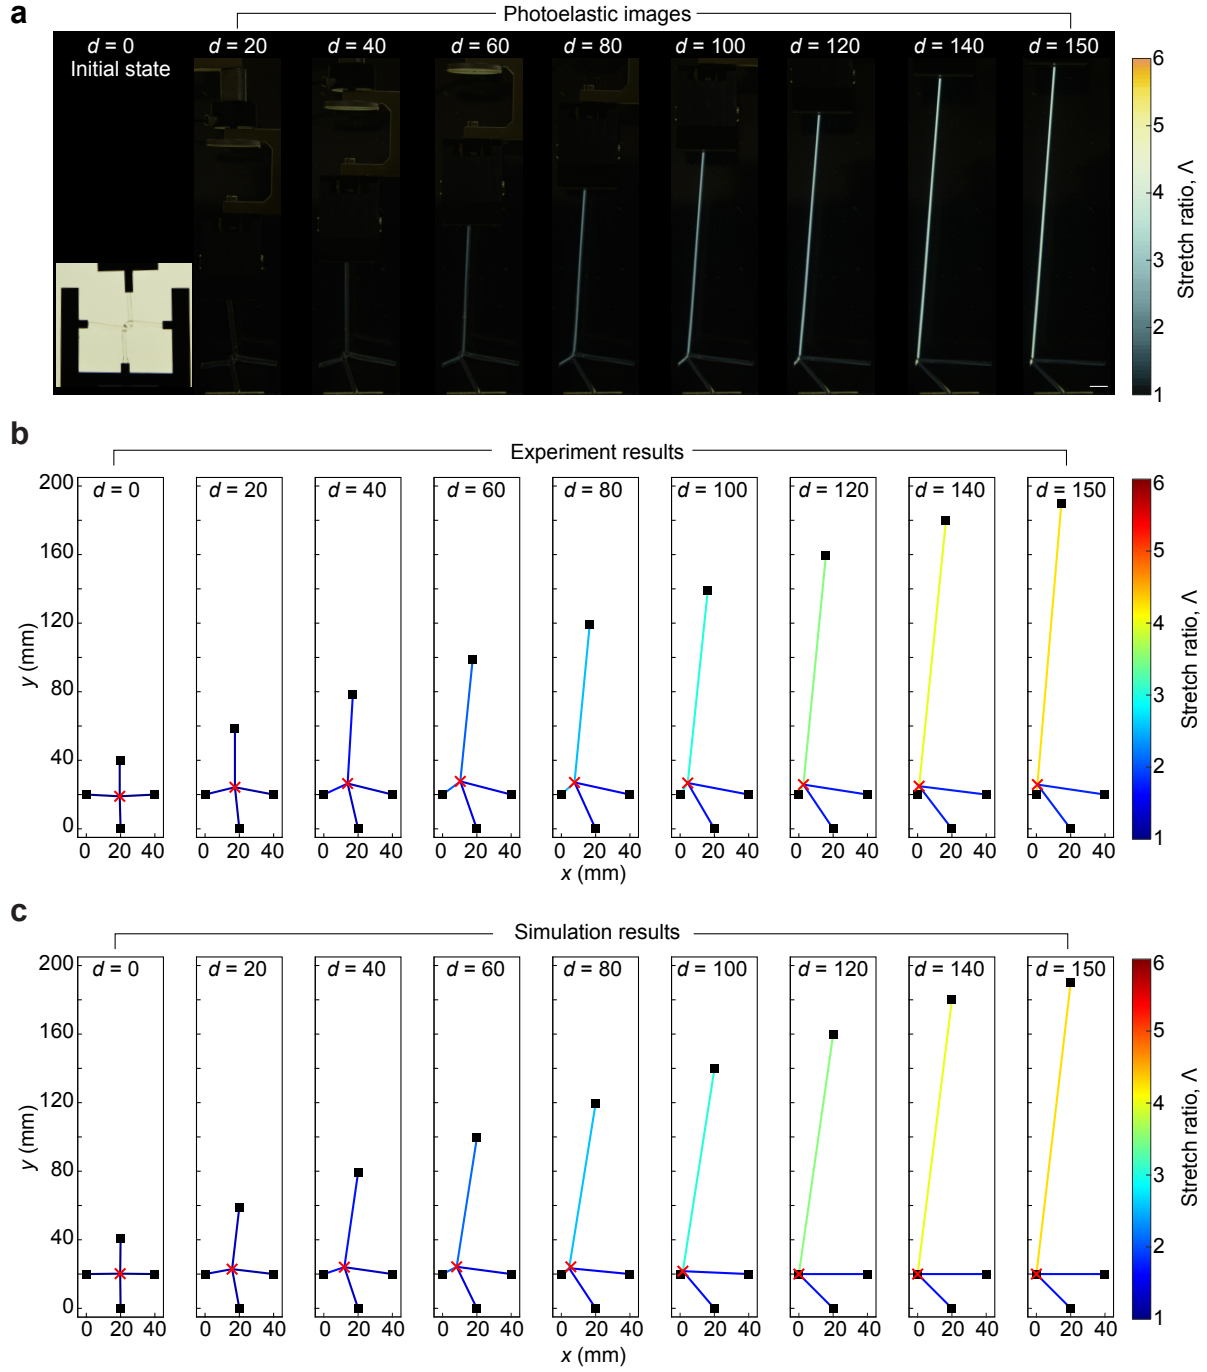 a
Photoelastic images
d = 0 d = 20 d = 40 d = 60 d = 80 d = 100 d = 120 d = 140 d = 150
Initial state
6
5
4
3
2
1
Stretch ratio, Λ
b
Experiment results
d = 0 d = 20 d = 40 d = 60 d = 80 d = 100 d = 120 d = 140 d = 150
200
160
120
80
40
0
y (mm)
0 20 40 0 20 40 0 20 40 0 20 40 0 20 40 0 20 40 0 20 40 0 20 40 0 20 40
x (mm)
6
5
4
3
2
1
Stretch ratio, Λ
c
Simulation results
d = 0 d = 20 d = 40 d = 60 d = 80 d = 100 d = 120 d = 140 d = 150
200
160
120
80
40
0
y (mm)
0 20 40 0 20 40 0 20 40 0 20 40 0 20 40 0 20 40 0 20 40 0 20 40 0 20 40
x (mm)
6
5
4
3
2
1
Stretch ratio, Λ